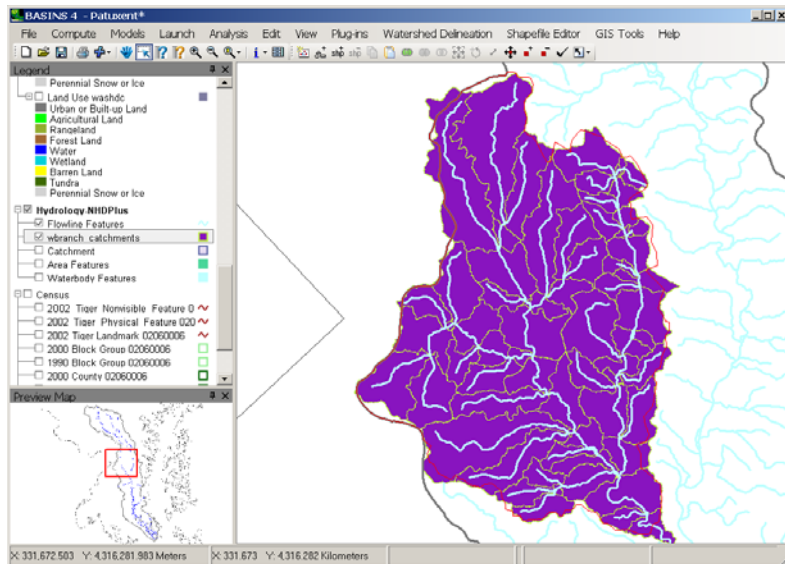 BASINS 4 - Patuxent*
File Compute Models Launch Analysis Edit View Plug-ins Watershed Delineation Shapefile Editor GIS Tools Help
Legend
Perennial Snow or Ice
Land Use washdc
Urban or Built-up Land
Agricultural Land
Rangeland
Forest Land
Water
Wetland
Barren Land
Tundra
Perennial Snow or Ice
Hydrology-NHDPlus
Flowline Features
wbranch_catchments
Catchment
Area Features
Waterbody Features
Census
2002 Tiger Nonvisible Feature 0
2002 Tiger Physical Feature 020
2002 Tiger Landmark 02060006
2000 Block Group 02060006
1990 Block Group 02060006
2000 County 02060006
Preview Map
X: 331,672.503 Y: 4,316,281.983 Meters X: 331.673 Y: 4,316.282 Kilometers